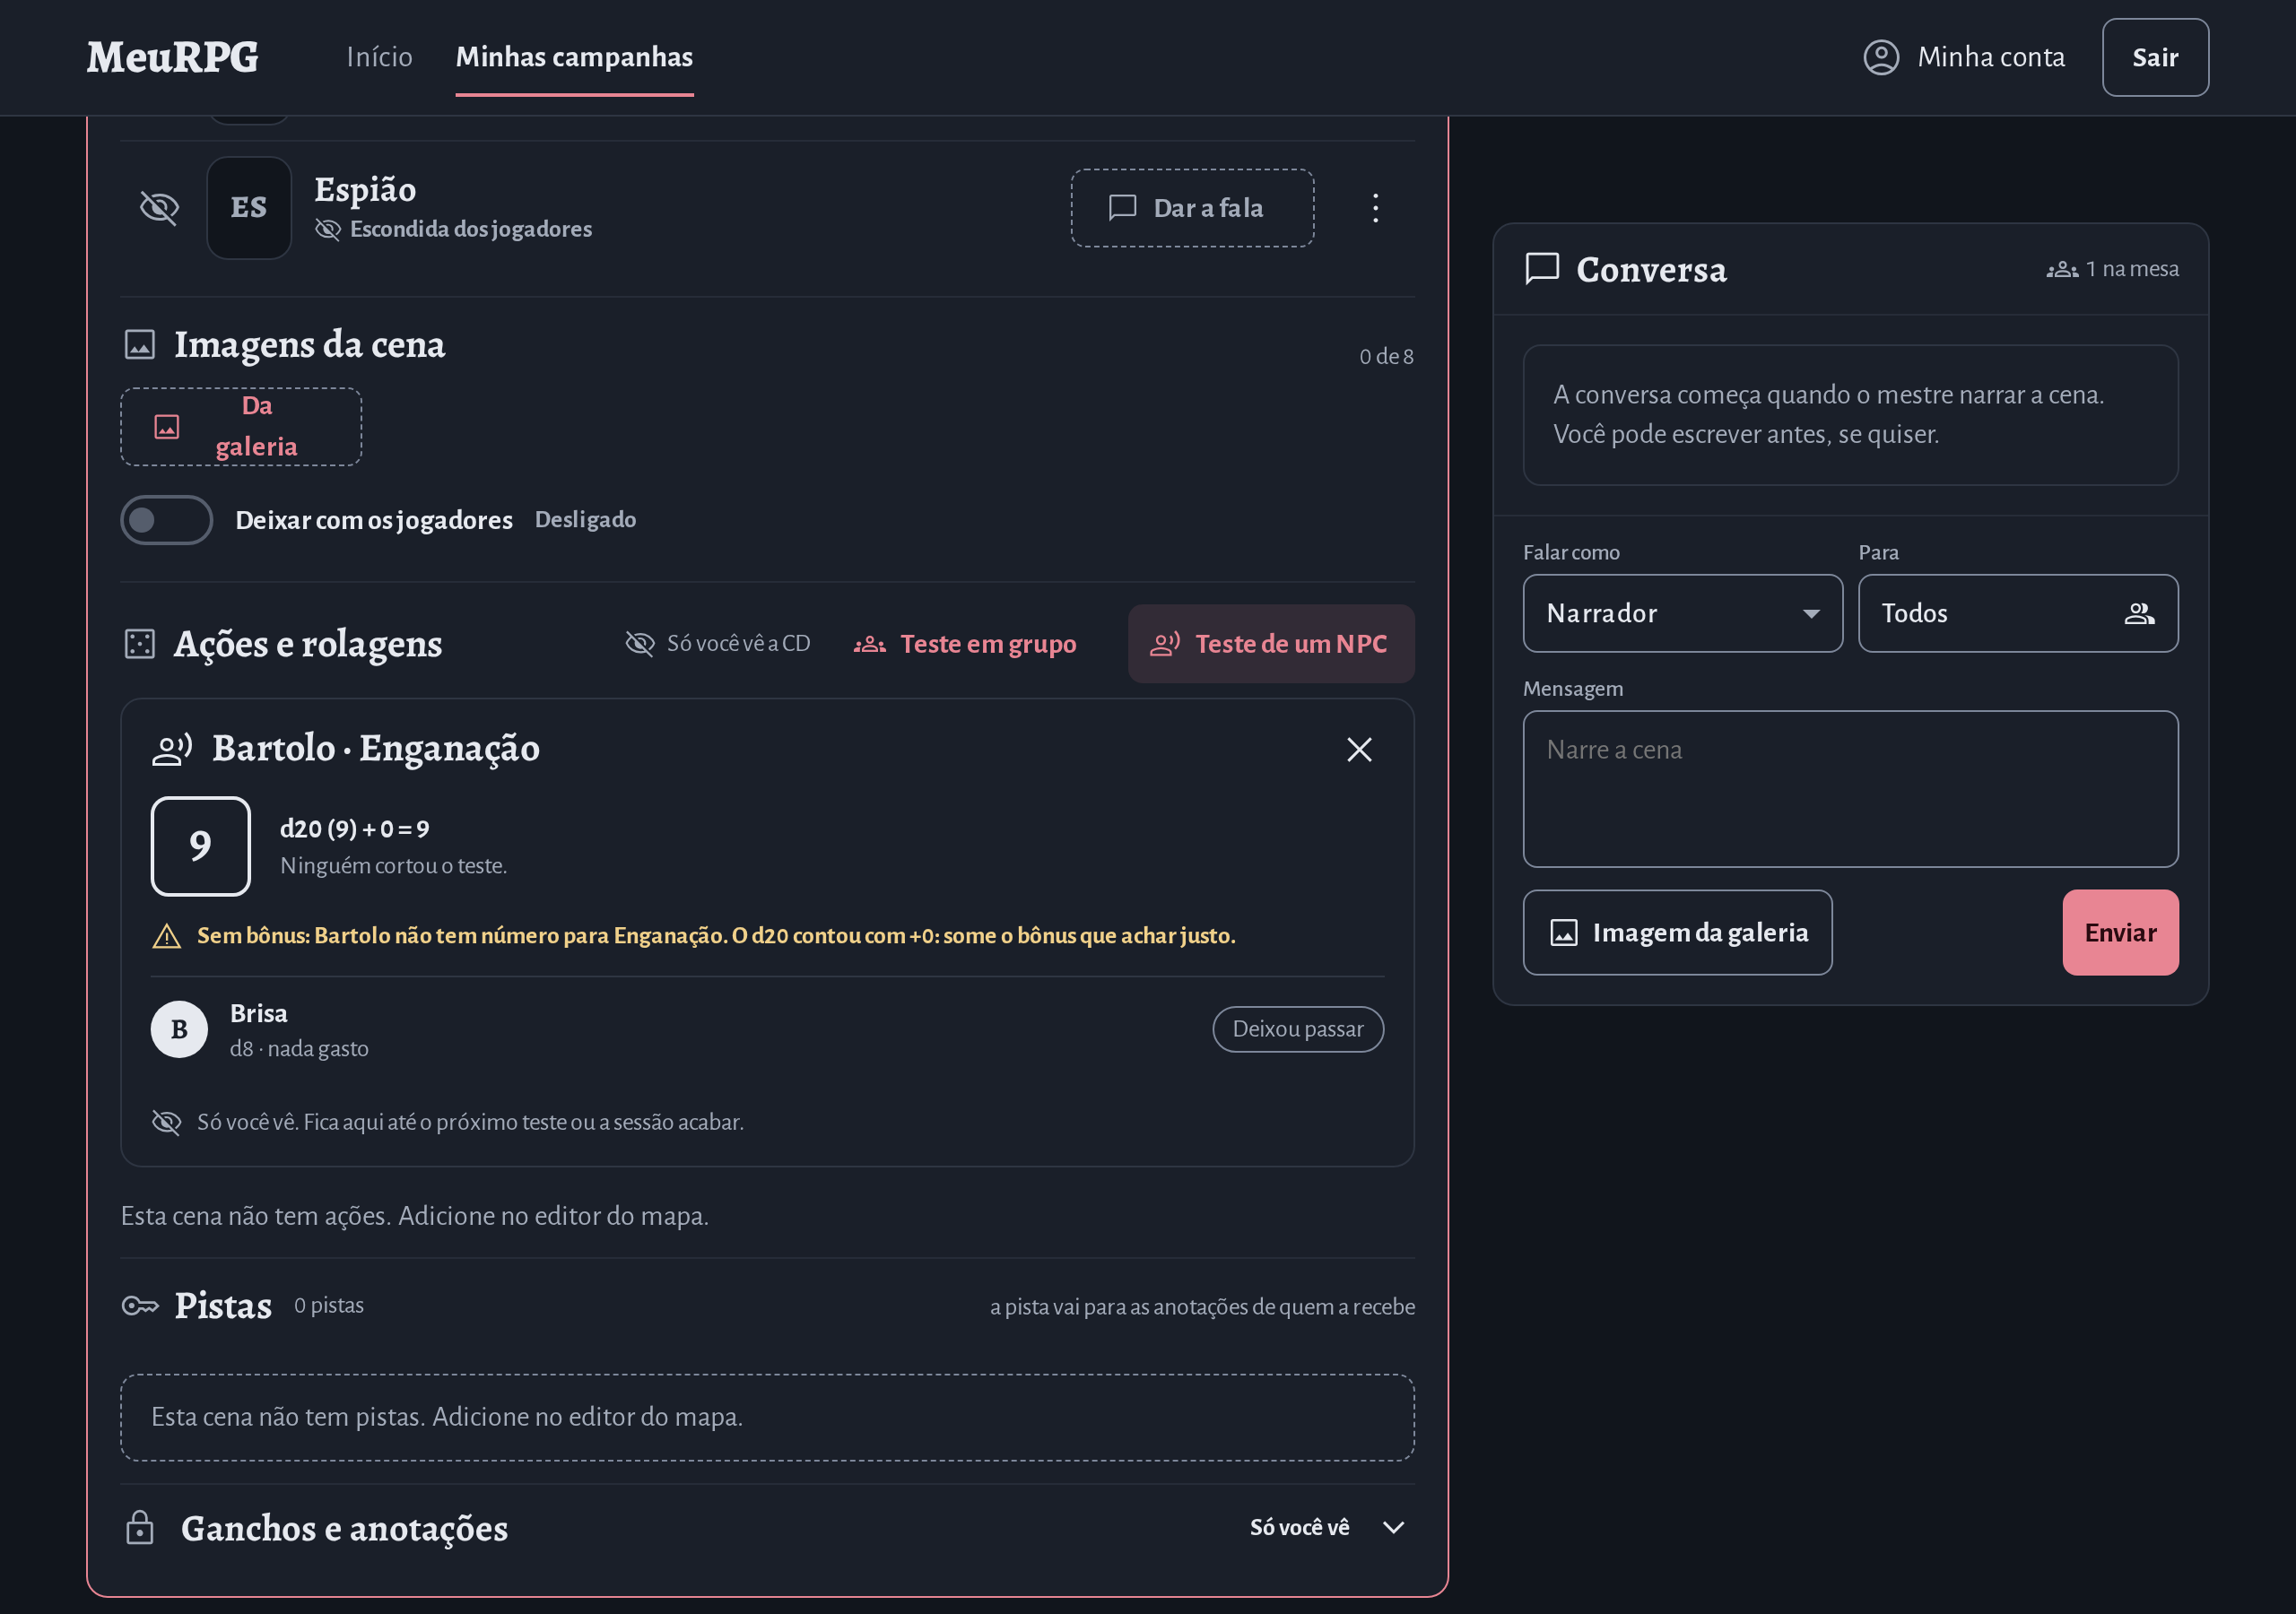 MeuRPG
Início
Minhas campanhas
Minha conta
Sair
ES
Espião
Escondida dos jogadores
Dar a fala
Imagens da cena
0 de 8
Da
galeria
Deixar com os jogadores
Desligado
Ações e rolagens
Só você vê a CD
Teste em grupo
Teste de um NPC
Bartolo · Enganação
9
d20 (9) + 0 = 9
Ninguém cortou o teste.
Sem bônus: Bartolo não tem número para Enganação. O d20 contou com +0: some o bônus que achar justo.
B
Brisa
d8 · nada gasto
Deixou passar
Só você vê. Fica aqui até o próximo teste ou a sessão acabar.
Esta cena não tem ações. Adicione no editor do mapa.
Pistas
0 pistas
a pista vai para as anotações de quem a recebe
Esta cena não tem pistas. Adicione no editor do mapa.
Ganchos e anotações
Só você vê
Conversa
1 na mesa
A conversa começa quando o mestre narrar a cena.
Você pode escrever antes, se quiser.
Falar como
Para
Narrador
Todos
Mensagem
Narre a cena
Imagem da galeria
Enviar